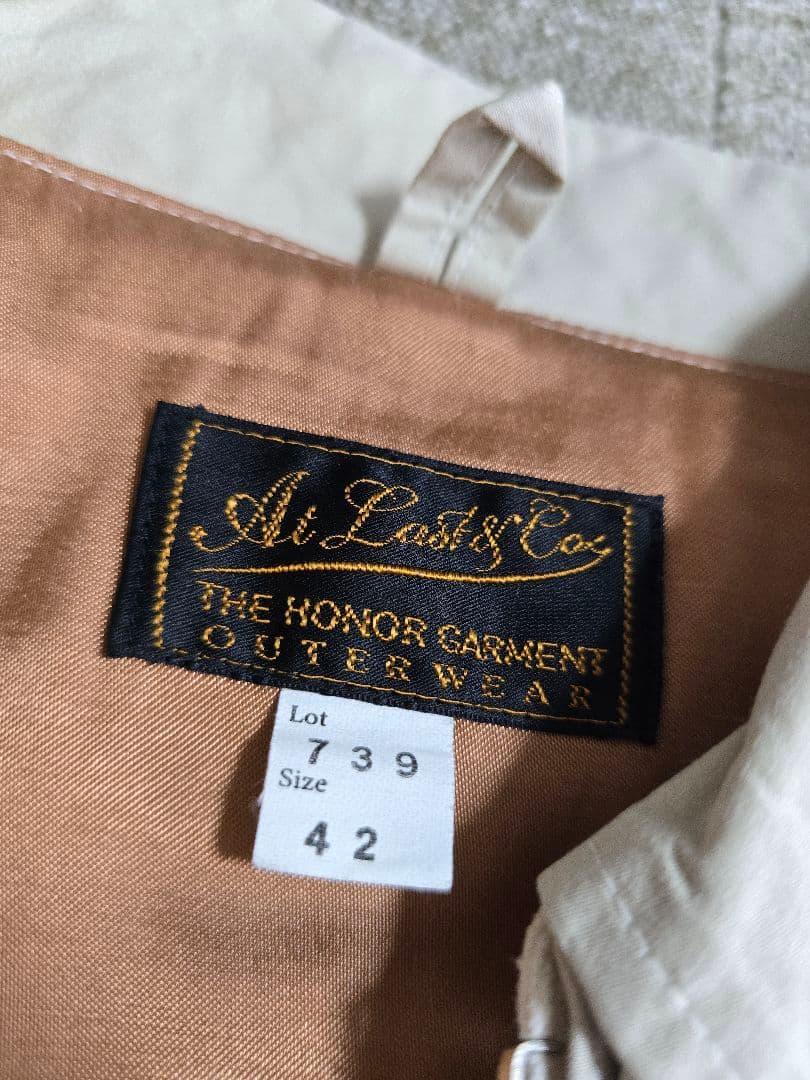 At Last & Co,
THE HONOR GARMENT
OUTERWEAR
Lot
739
Size
42